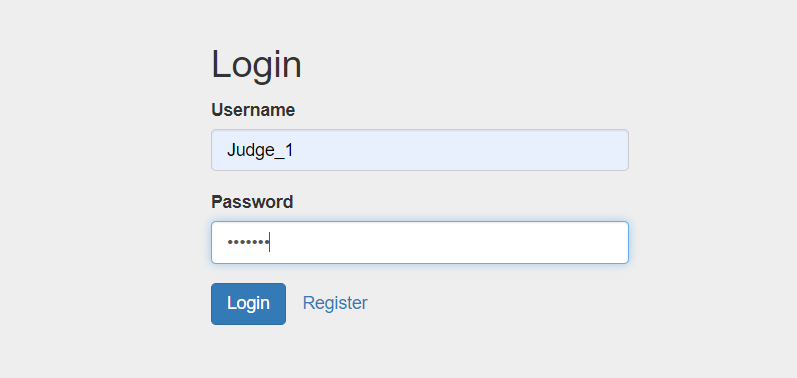 Login
Username
Judge_1
Password
•••••••
Login Register